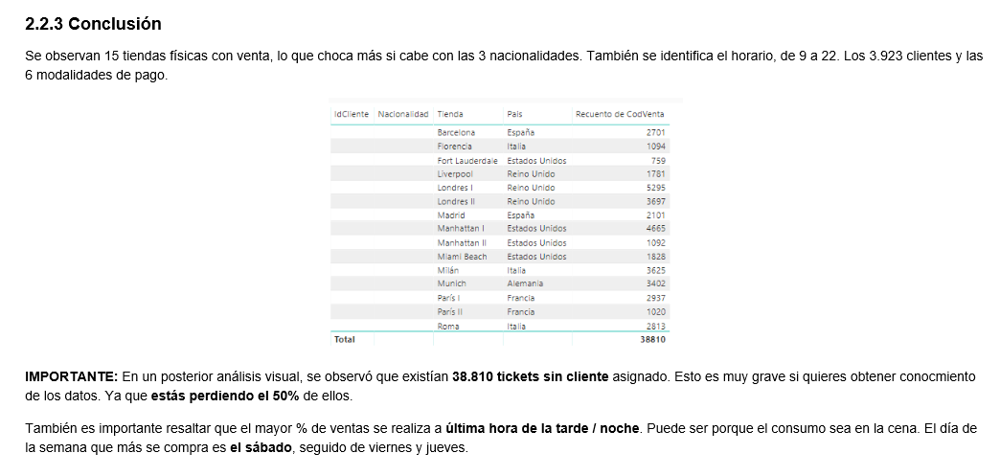 2.2.3 Conclusión
Se observan 15 tiendas físicas con venta, lo que choca más si cabe con las 3 nacionalidades. También se identifica el horario, de 9 a 22. Los 3.923 clientes y las
6 modalidades de pago.
IdCliente Nacionalidad Tienda País Recuento de CodVenta
Barcelona España 2701
Florencia Italia 1094
Fort Lauderdale Estados Unidos 759
Liverpool Reino Unido 1781
Londres I Reino Unido 5295
Londres II Reino Unido 3697
Madrid España 2101
Manhattan I Estados Unidos 4665
Manhattan II Estados Unidos 1092
Miami Beach Estados Unidos 1828
Milán Italia 3625
Munich Alemania 3402
París I Francia 2937
París II Francia 1020
Roma Italia 2813
Total 38810
IMPORTANTE: En un posterior análisis visual, se observó que existían 38.810 tickets sin cliente asignado. Esto es muy grave si quieres obtener conocmiento
de los datos. Ya que estás perdiendo el 50% de ellos.
También es importante resaltar que el mayor % de ventas se realiza a última hora de la tarde / noche. Puede ser porque el consumo sea en la cena. El día de
la semana que más se compra es el sábado, seguido de viernes y jueves.